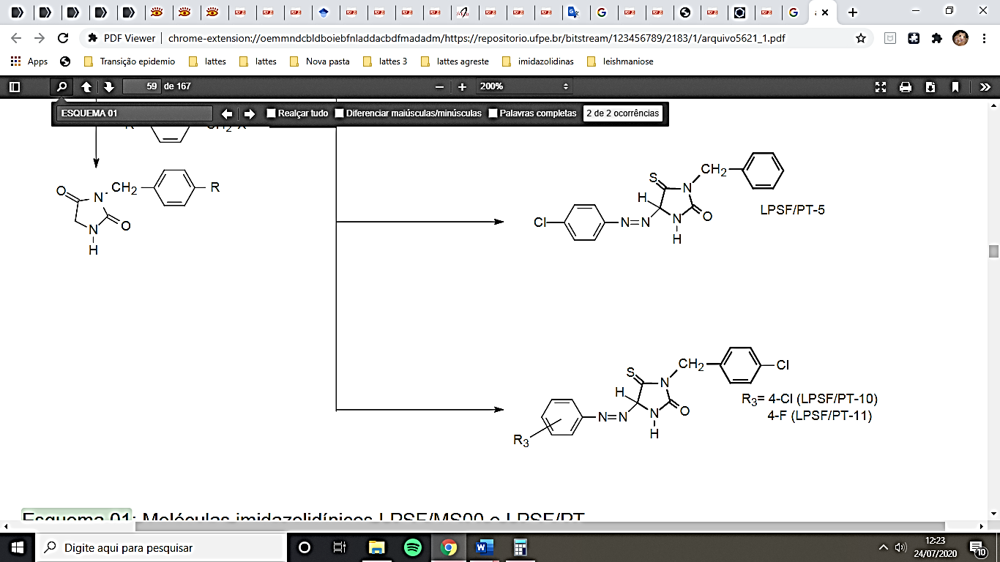 PDF Viewer | chrome-extension://oemmndcbldboiebfnladdacbdfmadadm/https://repositorio.ufpe.br/bitstream/123456789/2183/1/arquivo5621_1.pdf
Apps Transição epidemio lattes lattes Nova pasta lattes 3 lattes agreste imidazolidinas leishmaniose
59 de 167 200%
ESQUEMA 01 Realçar tudo Diferenciar maiúsculas/minúsculas Palavras completas 2 de 2 ocorrências
O N CH2 R
O
N
H
CH2
S N
H
Cl N=N N O
H
LPSF/PT-5
CH2 Cl
S N
H
N=N N O
R3 H
R3= 4-Cl (LPSF/PT-10)
4-F (LPSF/PT-11)
Esquema 01: Moléculas imidazolidínicos LPSF/MS00 e LPSF/PT
Digite aqui para pesquisar
12:23
24/07/2020
10